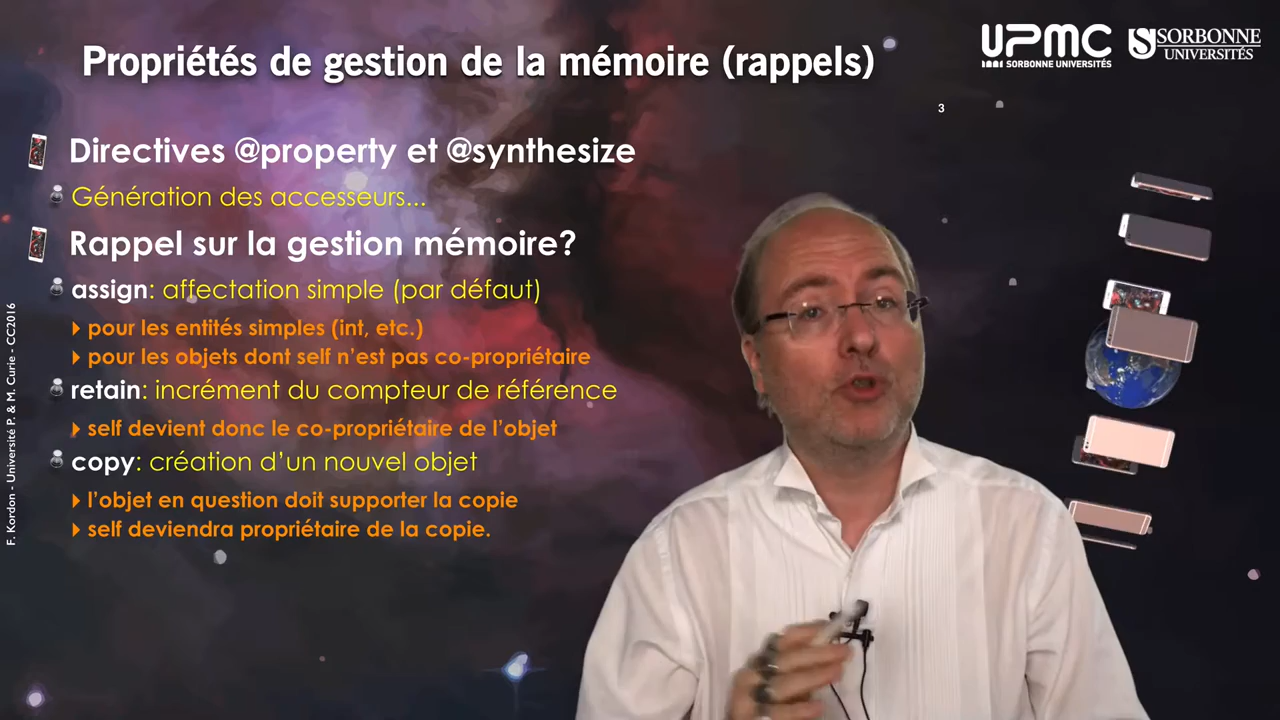 Propriétés de gestion de la mémoire (rappels)
UPMC
SORBONNE UNIVERSITÉS
SORBONNE
UNIVERSITÉS
3
Directives @property et @synthesize
Génération des accesseurs...
Rappel sur la gestion mémoire?
assign: affectation simple (par défaut)
pour les entités simples (int, etc.)
pour les objets dont self n’est pas co-propriétaire
retain: incrément du compteur de référence
self devient donc le co-propriétaire de l’objet
copy: création d’un nouvel objet
l’objet en question doit supporter la copie
self deviendra propriétaire de la copie.
F. Kordon - Université P. & M. Curie - CC2016